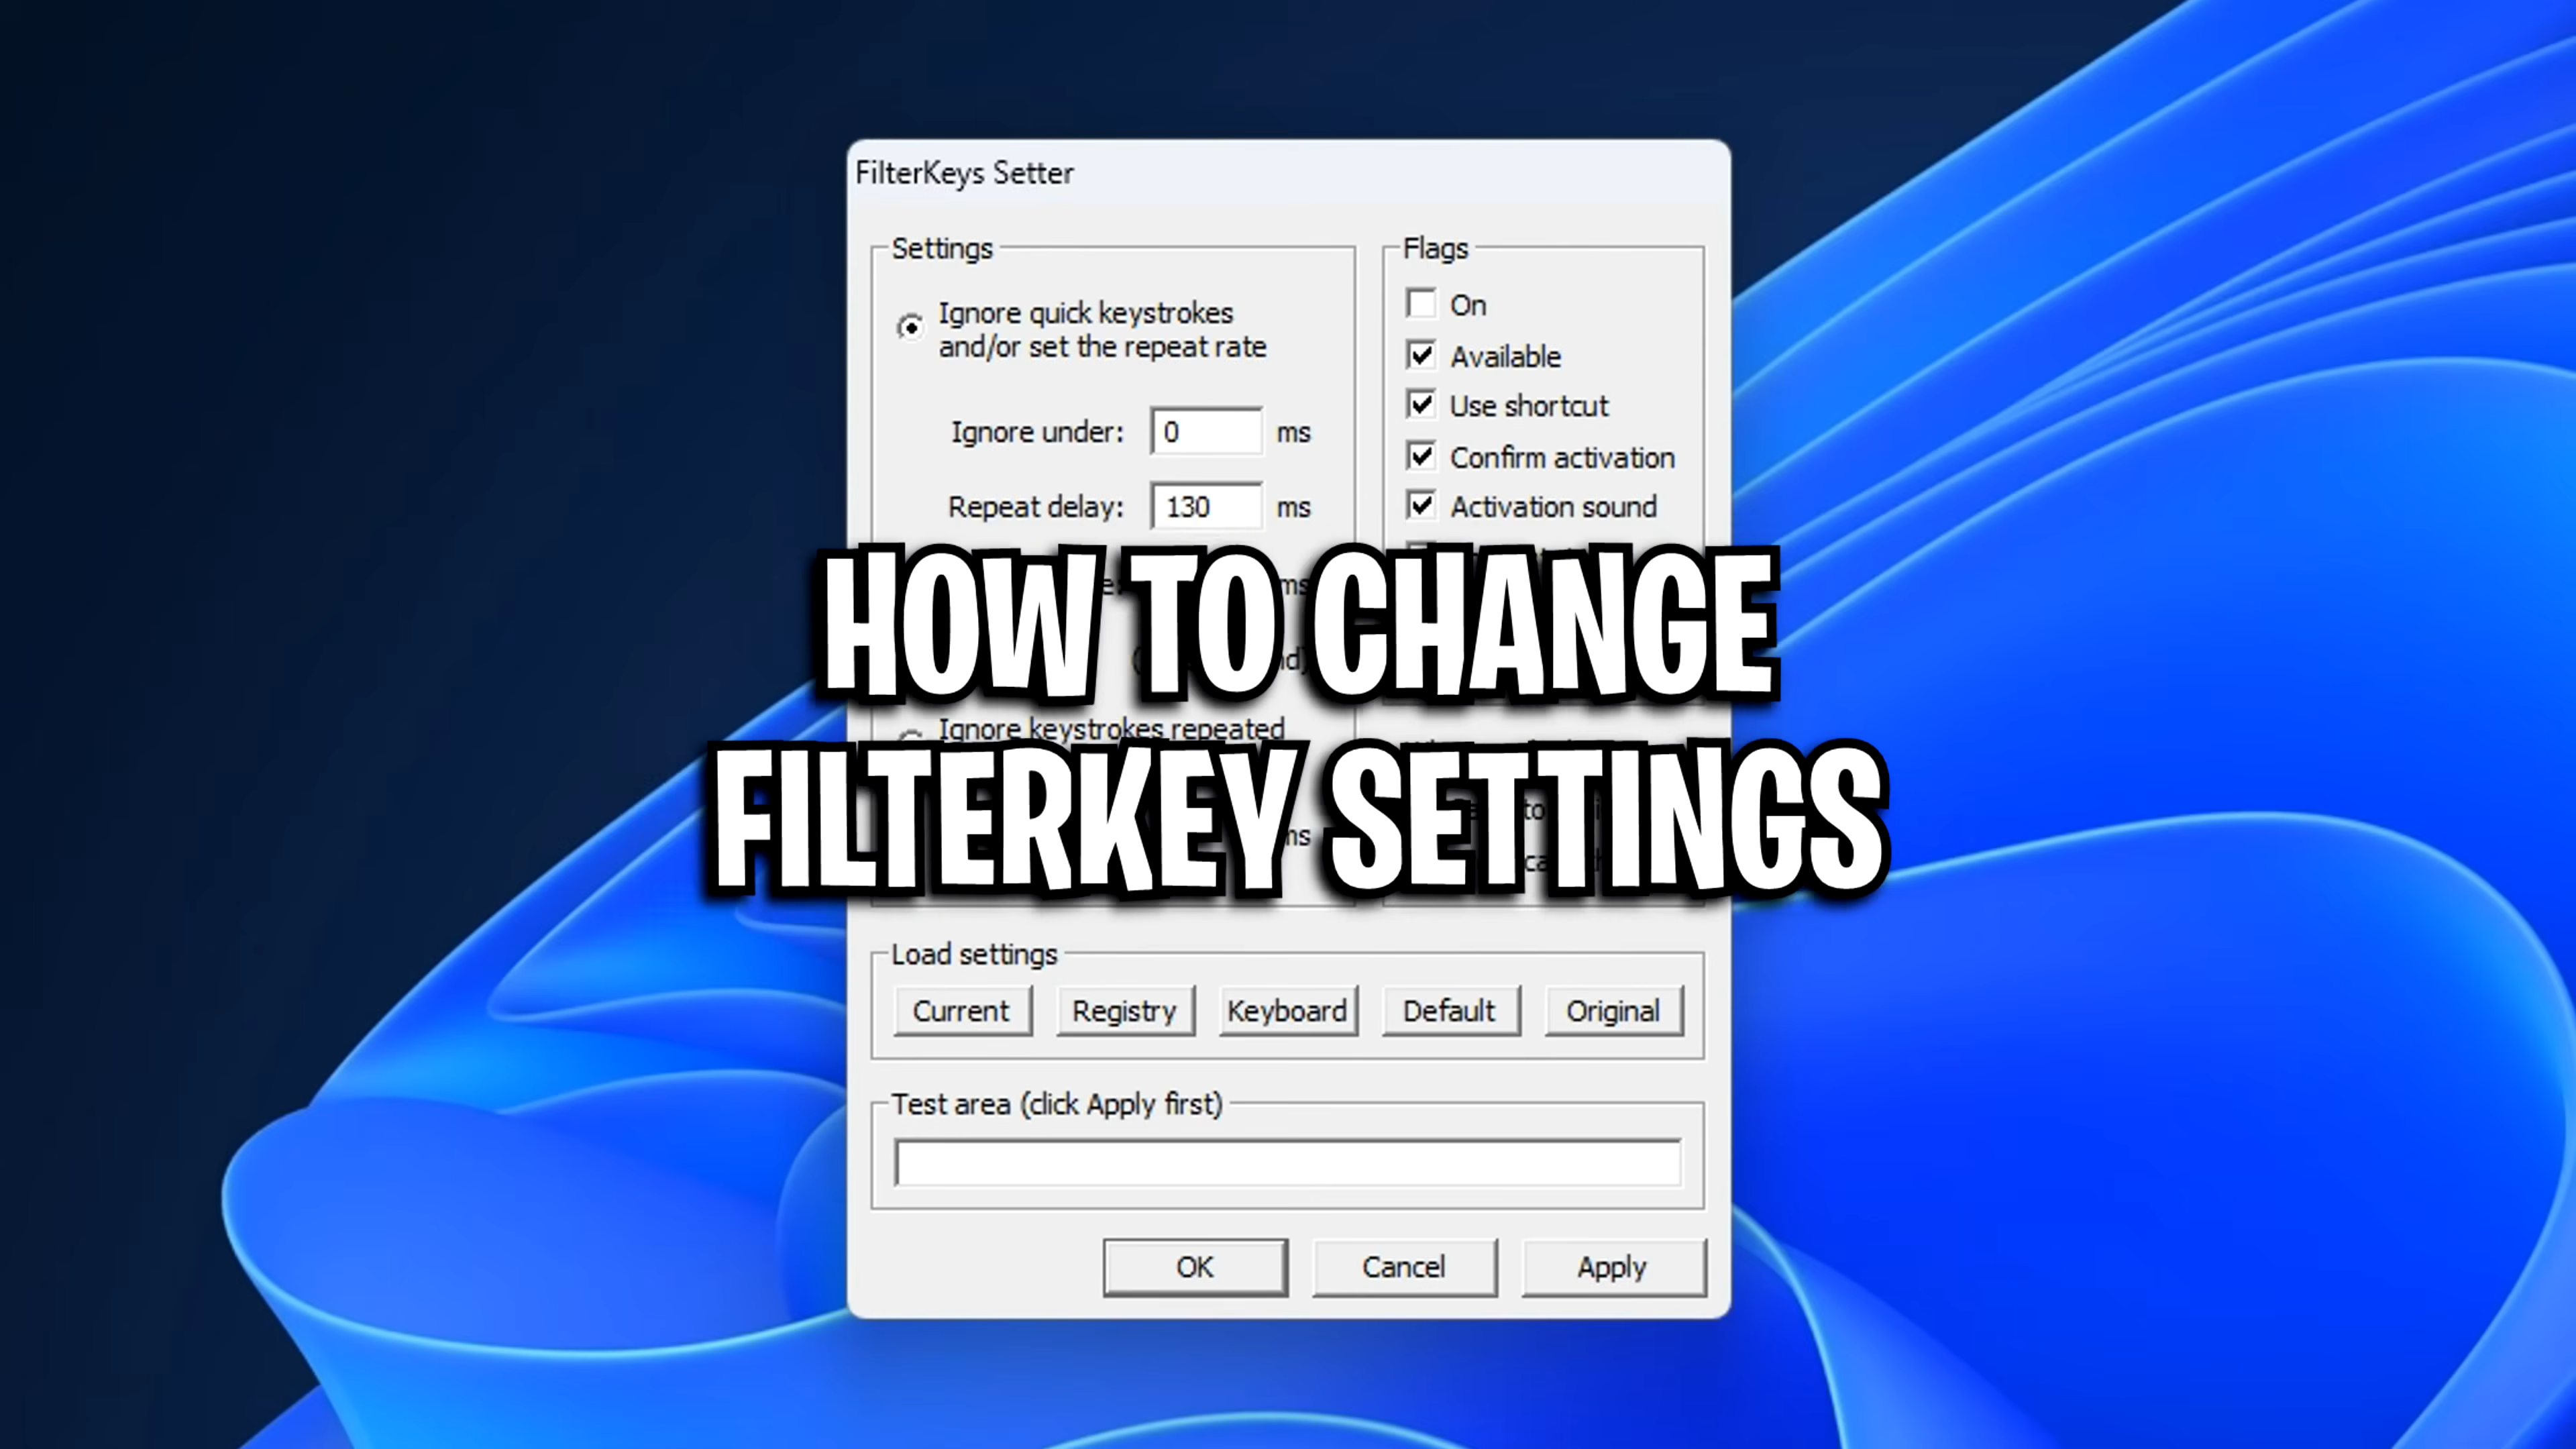 FilterKeys Setter
Settings
Ignore quick keystrokes
and/or set the repeat rate
Ignore under: 0 ms
Repeat delay: 130 ms
ms
Ignore keystrokes repeated
ms
Flags
On
Available
Use shortcut
Confirm activation
Activation sound
HOW TO CHANGE
FILTERKEY SETTINGS
Load settings
Current Registry Keyboard Default Original
Test area (click Apply first)
OK Cancel Apply